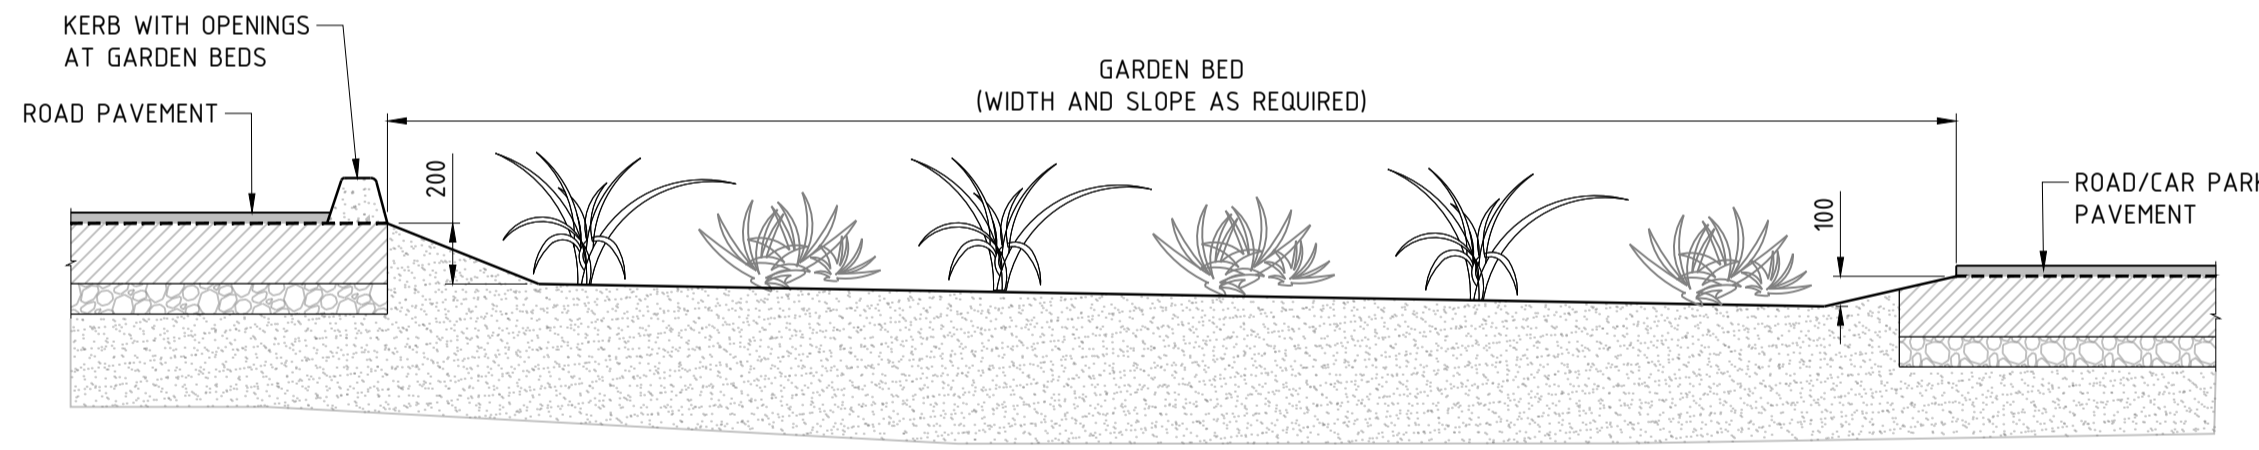 KERB WITH OPENINGS
AT GARDEN BEDS
ROAD PAVEMENT
GARDEN BED
(WIDTH AND SLOPE AS REQUIRED)
200
100
ROAD/CAR PARK
PAVEMENT